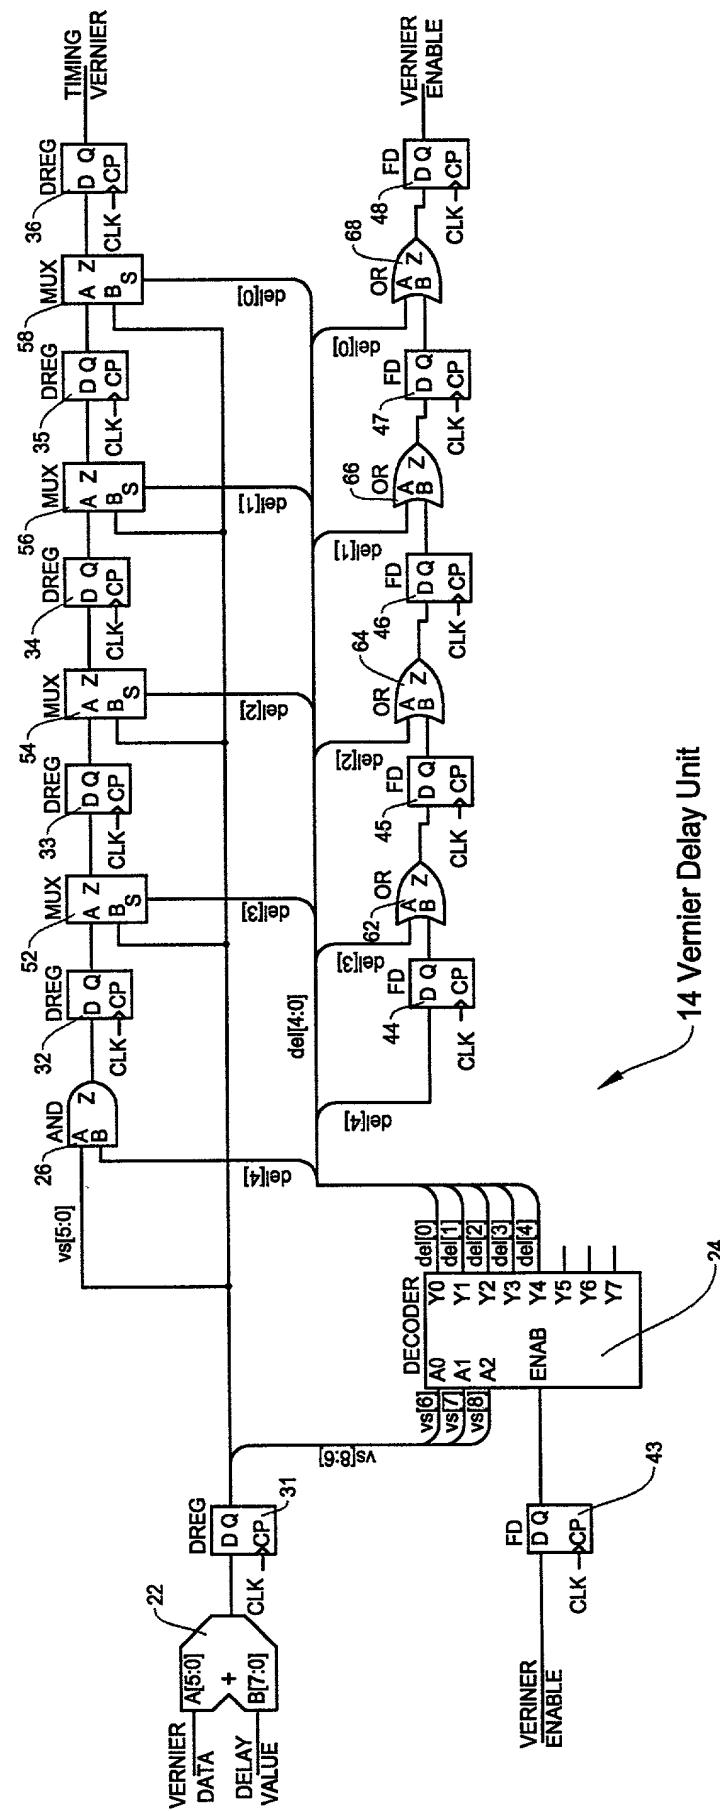 VERNIER
DATA
DELAY
VALUE
A[5:0]
+
B[7:0]
22
DREG
D Q
CP
CLK
31
vs[5:0]
vs[8:6]
26
AND
A
B
Z
del[4]
32
DREG
D Q
CP
CLK
52
MUX
A Z
B
S
del[3]
33
DREG
D Q
CP
CLK
54
MUX
A Z
B
S
del[2]
34
DREG
D Q
CP
CLK
56
MUX
A Z
B
S
del[1]
35
DREG
D Q
CP
CLK
58
MUX
A Z
B
S
del[0]
36
DREG
D Q
CP
CLK
TIMING
VERNIER
del[4:0]
VERINER
ENABLE
FD
D Q
CP
CLK
43
DECODER
vs[6]
vs[7]
vs[8]
A0
A1
A2
ENAB
Y0
Y1
Y2
Y3
Y4
Y5
Y6
Y7
del[0]
del[1]
del[2]
del[3]
del[4]
24
del[4]
FD
D Q
CP
44
CLK
del[3]
OR
A
B
Z
62
FD
D Q
CP
45
CLK
del[2]
OR
A
B
Z
64
FD
D Q
CP
46
CLK
del[1]
OR
A
B
Z
66
FD
D Q
CP
47
CLK
del[0]
OR
A
B
Z
68
FD
D Q
CP
48
CLK
VERNIER
ENABLE
14 Vernier Delay Unit